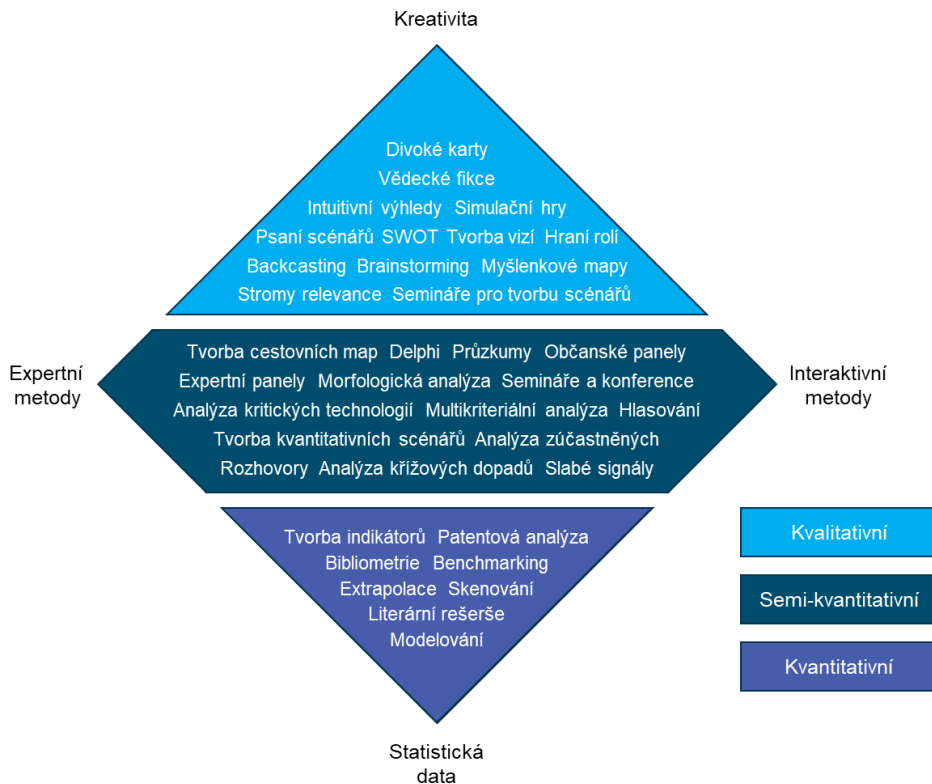 Kreativita
Divoké karty
Vědecké fikce
Intuitivní výhledy Simulační hry
Psaní scénářů SWOT Tvorba vizí Hraní rolí
Backcasting Brainstorming Myšlenkové mapy
Stromy relevance Semináře pro tvorbu scénářů
Expertní
metody
Tvorba cestovních map Delphi Průzkumy Občanské panely
Expertní panely Morfologická analýza Semináře a konference
Analýza kritických technologií Multikriteriální analýza Hlasování
Tvorba kvantitativních scénářů Analýza zúčastněných
Rozhovory Analýza křížových dopadů Slabé signály
Interaktivní
metody
Tvorba indikátorů Patentová analýza
Bibliometrie Benchmarking
Extrapolace Skenování
Literární rešerše
Modelování
Kvalitativní
Semi-kvantitativní
Kvantitativní
Statistická
data